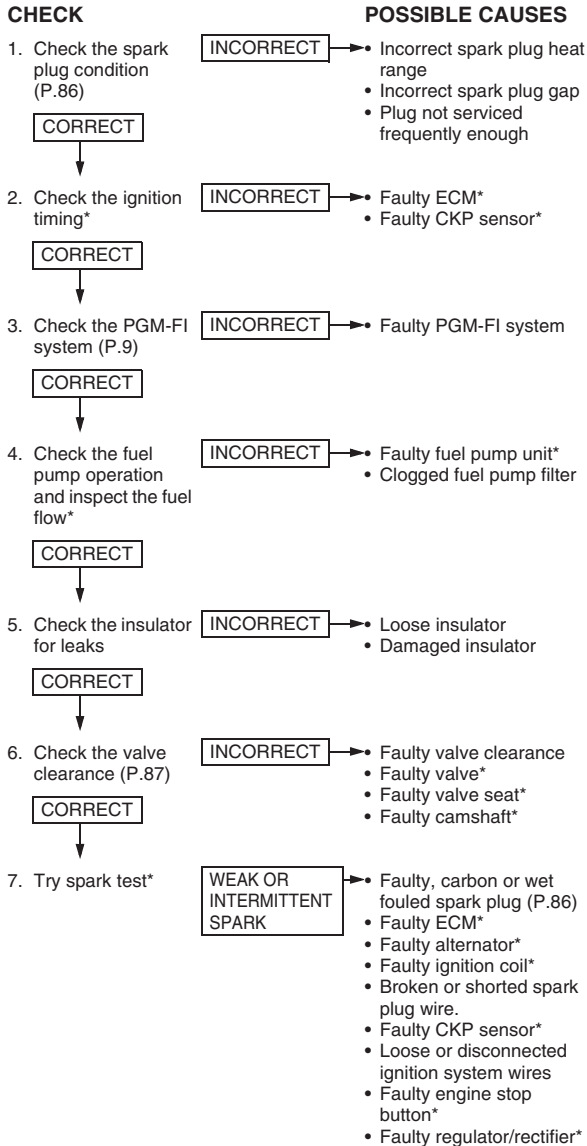 CHECK
POSSIBLE CAUSES
1. Check the spark
plug condition
(P.86)
INCORRECT
• Incorrect spark plug heat
range
• Incorrect spark plug gap
• Plug not serviced
frequently enough
CORRECT
2. Check the ignition
timing*
INCORRECT
• Faulty ECM*
• Faulty CKP sensor*
CORRECT
3. Check the PGM-FI
system (P.9)
INCORRECT
• Faulty PGM-FI system
CORRECT
4. Check the fuel
pump operation
and inspect the fuel
flow*
INCORRECT
• Faulty fuel pump unit*
• Clogged fuel pump filter
CORRECT
5. Check the insulator
for leaks
INCORRECT
• Loose insulator
• Damaged insulator
CORRECT
6. Check the valve
clearance (P.87)
INCORRECT
• Faulty valve clearance
• Faulty valve*
• Faulty valve seat*
• Faulty camshaft*
CORRECT
7. Try spark test*
WEAK OR
INTERMITTENT
SPARK
• Faulty, carbon or wet
fouled spark plug (P.86)
• Faulty ECM*
• Faulty alternator*
• Faulty ignition coil*
• Broken or shorted spark
plug wire.
• Faulty CKP sensor*
• Loose or disconnected
ignition system wires
• Faulty engine stop
button*
• Faulty regulator/rectifier*